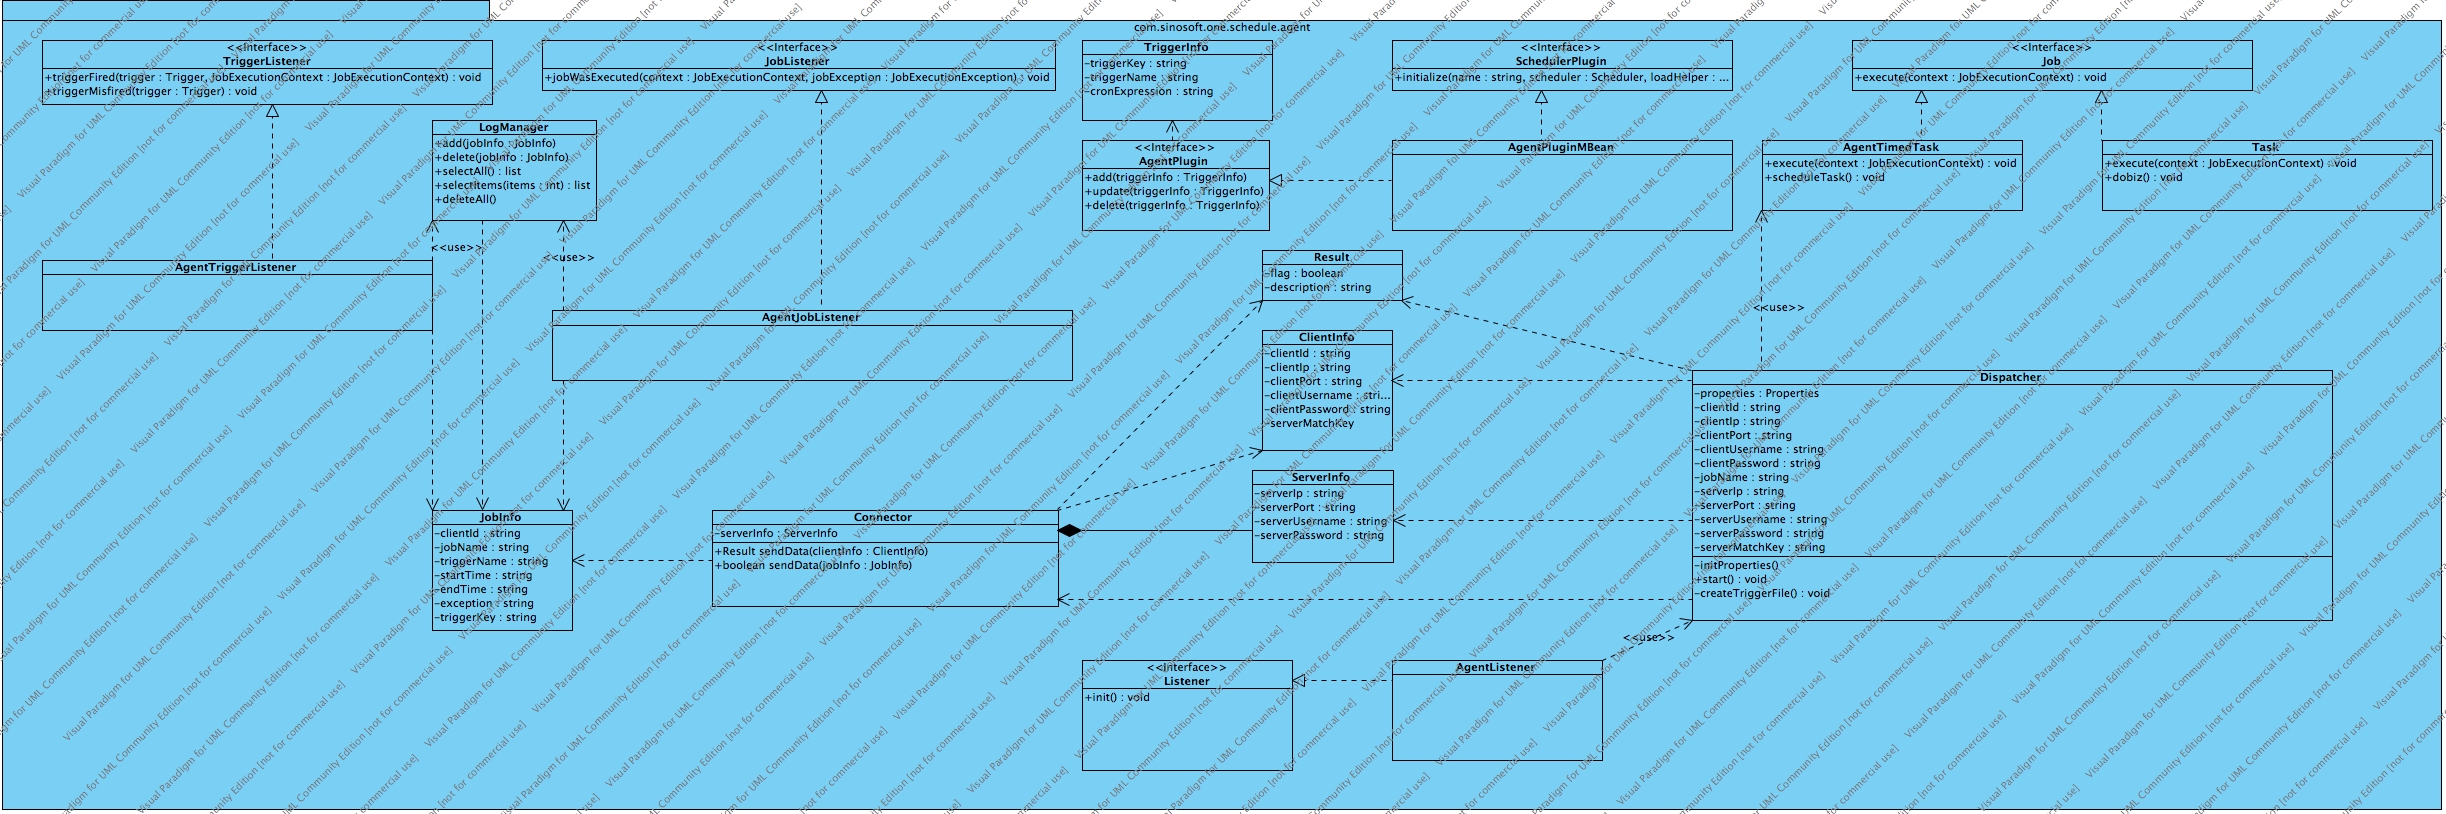 com.sinosoft.one.schedule.agent
<<Interface>>
TriggerListener
+triggerFired(trigger : Trigger, JobExecutionContext : JobExecutionContext) : void
+triggerMisfired(trigger : Trigger) : void
<<Interface>>
JobListener
+jobWasExecuted(context : JobExecutionContext, jobException : JobExecutionException) : void
TriggerInfo
-triggerKey : string
-triggerName : string
-cronExpression : string
<<Interface>>
SchedulerPlugin
+initialize(name : string, scheduler : Scheduler, loadHelper : ...
<<Interface>>
Job
+execute(context : JobExecutionContext) : void
LogManager
+add(jobInfo : JobInfo)
+delete(jobInfo : JobInfo)
+selectAll() : list
+selectItems(items : int) : list
+deleteAll()
<<Interface>>
AgentPlugin
+add(triggerInfo : TriggerInfo)
+update(triggerInfo : TriggerInfo)
+delete(triggerInfo : TriggerInfo)
AgentPluginMBean
AgentTimedTask
+execute(context : JobExecutionContext) : void
+scheduleTask() : void
Task
+execute(context : JobExecutionContext) : void
+dobiz() : void
<<use>>
<<use>>
AgentTriggerListener
AgentJobListener
Result
-flag : boolean
-description : string
<<use>>
ClientInfo
-clientId : string
-clientIp : string
-clientPort : string
-clientUsername : stri...
-clientPassword : string
-serverMatchKey
Dispatcher
-properties : Properties
-clientId : string
-clientIp : string
-clientPort : string
-clientUsername : string
-clientPassword : string
-jobName : string
-serverIp : string
-serverPort : string
-serverUsername : string
-serverPassword : string
-serverMatchKey : string
-initProperties()
+start() : void
-createTriggerFile() : void
ServerInfo
-serverIp : string
-serverPort : string
-serverUsername : string
-serverPassword : string
JobInfo
-clientId : string
-jobName : string
-triggerName : string
-startTime : string
-endTime : string
-exception : string
-triggerKey : string
Connector
-serverInfo : ServerInfo
+Result sendData(clientInfo : ClientInfo)
+boolean sendData(jobInfo : JobInfo)
<<use>>
<<Interface>>
Listener
+init() : void
AgentListener
Visual Paradigm for UML Community Edition [not for commercial use]